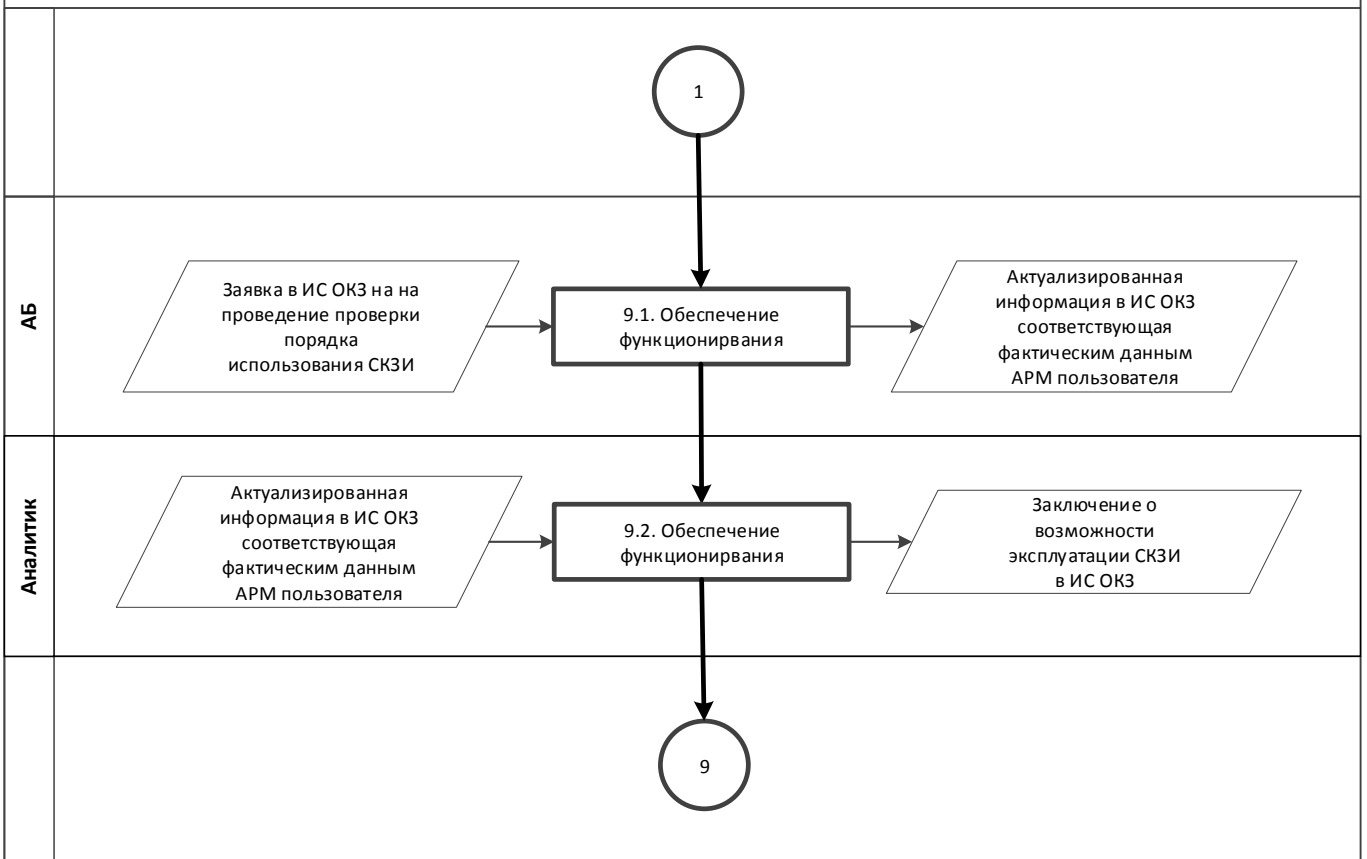 1
АБ
Заявка в ИС ОКЗ на на
проведение проверки
порядка
использования СКЗИ
9.1. Обеспечение
функционирвания
Актуализированная
информация в ИС ОКЗ
соответствующая
фактическим данным
АРМ пользователя
Аналитик
Актуализированная
информация в ИС ОКЗ
соответствующая
фактическим данным
АРМ пользователя
9.2. Обеспечение
функционирвания
Заключение о
возможности
эксплуатации СКЗИ
в ИС ОКЗ
9